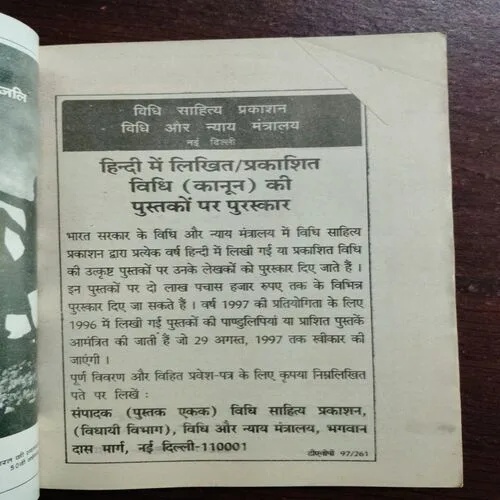 जलि
विधि साहित्य प्रकाशन
विधि और न्याय मंत्रालय
नई दिल्ली
हिन्दी में लिखित/प्रकाशित
विधि (कानून) की
पुस्तकों पर पुरस्कार
भारत सरकार के विधि और न्याय मंत्रालय में विधि साहित्य
प्रकाशन द्वारा प्रत्येक वर्ष हिन्दी में लिखी गई या प्रकाशित विधि
की उत्कृष्ट पुस्तकों पर उनके लेखकों को पुरस्कार दिए जाते हैं ।
इन पुस्तकों पर दो लाख पचास हजार रुपए तक के विभिन्न
पुरस्कार दिए जा सकते हैं । वर्ष 1997 की प्रतियोगिता के लिए
1996 में लिखी गई पुस्तकों की पाण्डुलिपियां या प्राशित पुस्तकें
आमंत्रित की जाती हैं जो 29 अगस्त, 1997 तक स्वीकार की
जाएंगी ।
पूर्ण विवरण और विहित प्रवेश-पत्र के लिए कृपया निम्नलिखित
पते पर लिखें :
संपादक (पुस्तक एकक) विधि साहित्य प्रकाशन,
(विधायी विभाग), विधि और न्याय मंत्रालय, भगवान
दास मार्ग, नई दिल्ली-110001
97/261